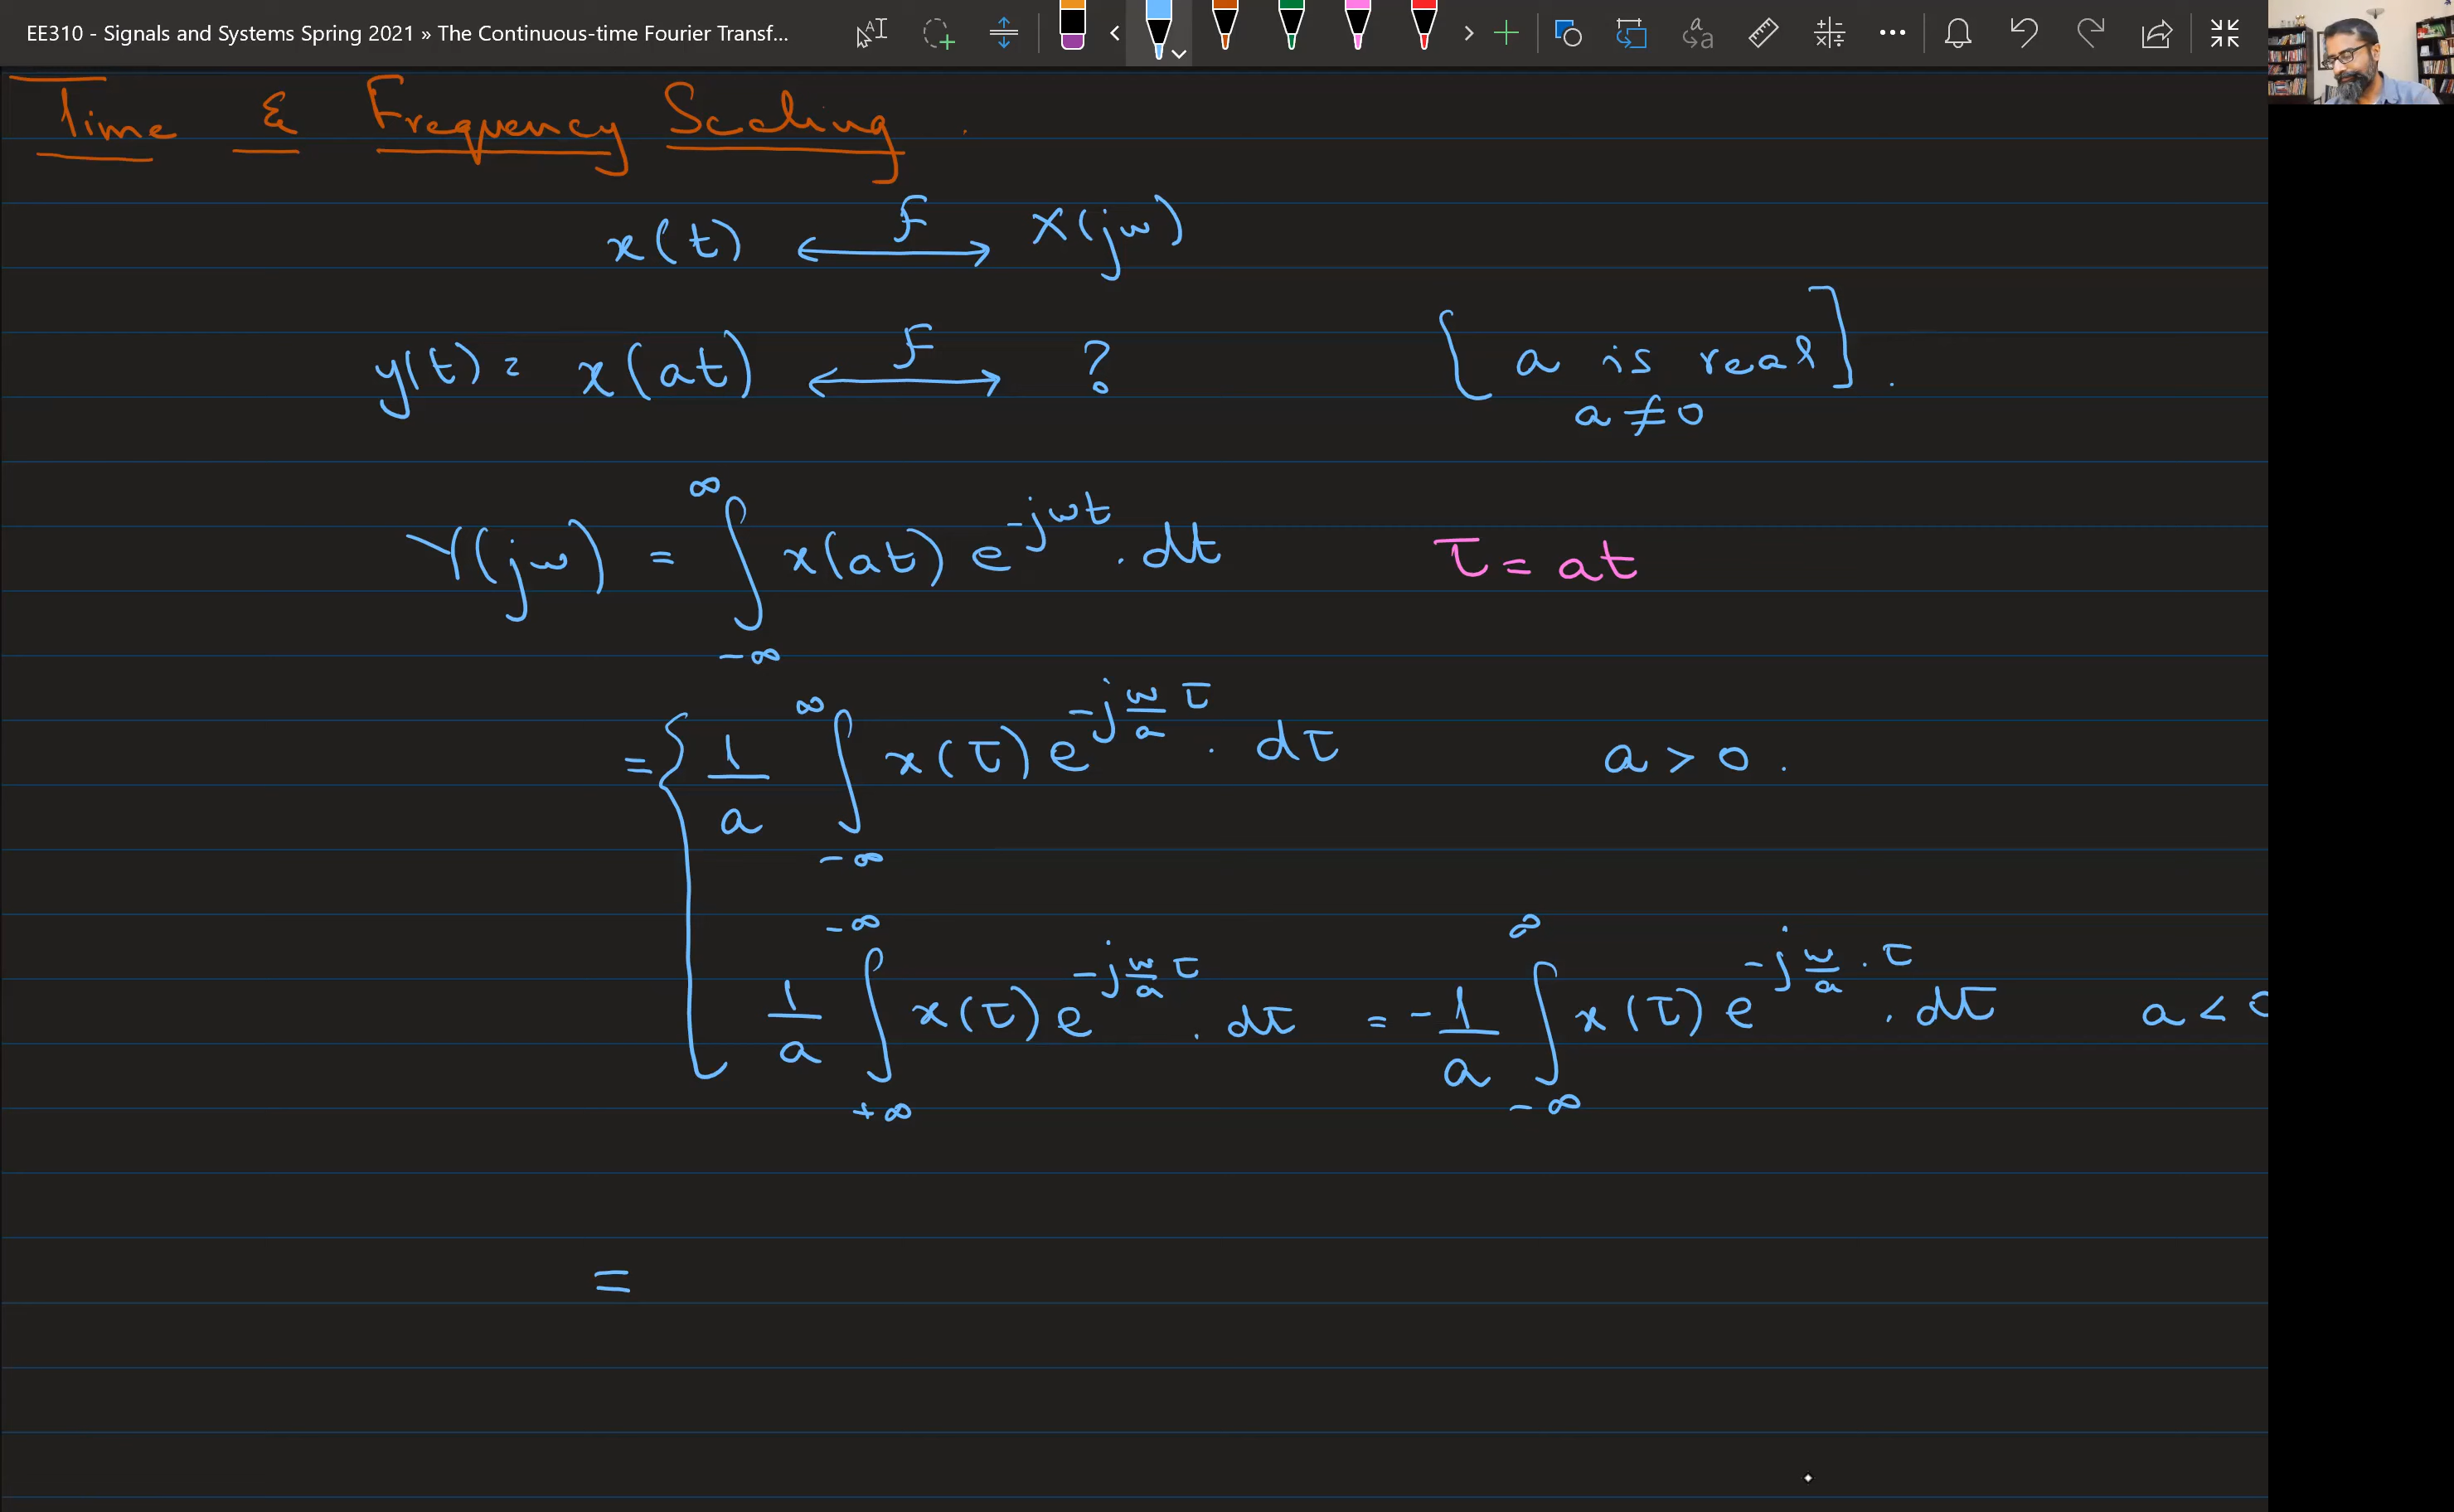 EE310 - Signals and Systems Spring 2021 » The Continuous-time Fourier Transf...
Time & Frequency Scaling.
x(t) ⟷ F X(jω)
y(t) = x(at) ⟷ F ? [a is real].
a ≠ 0
Y(jω) = ∫_{-∞}^{∞} x(at) e^{-jωt} . dt τ = at
= { 1/a ∫_{-∞}^{∞} x(τ) e^{-j ω/a τ} . dτ a > 0.
1/a ∫_{+∞}^{-∞} x(τ) e^{-j ω/a τ} . dτ = -1/a ∫_{-∞}^{∞} x(τ) e^{-j ω/a . τ} . dτ a < 0
=